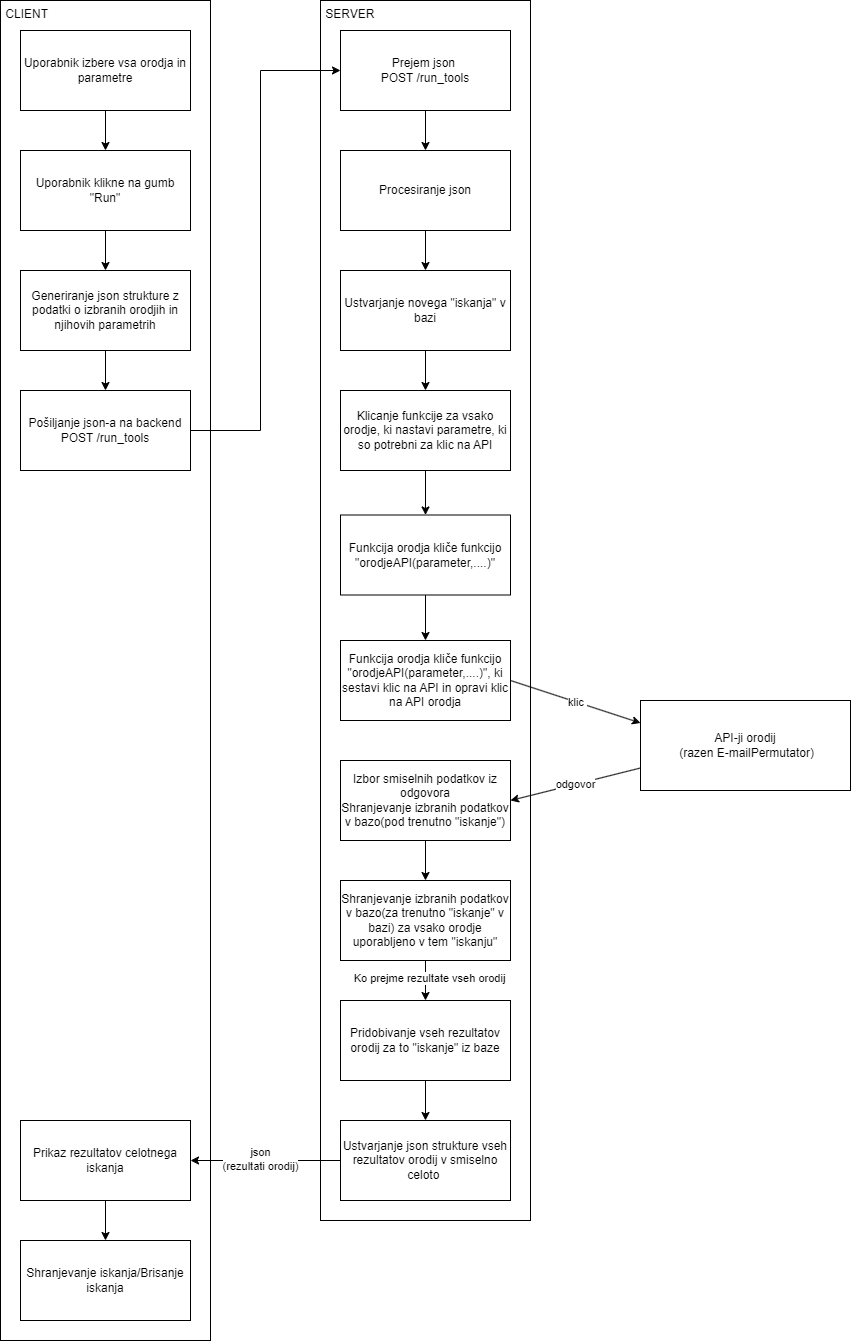 CLIENT
Uporabnik izbere vsa orodja in
parametre
Uporabnik klikne na gumb
"Run"
Generiranje json strukture z
podatki o izbranih orodjih in
njihovih parametrih
Pošiljanje json-a na backend
POST /run_tools
SERVER
Prejem json
POST /run_tools
Procesiranje json
Ustvarjanje novega "iskanja" v
bazi
Klicanje funkcije za vsako
orodje, ki nastavi parametre, ki
so potrebni za klic na API
Funkcija orodja kliče funkcijo
"orodjeAPI(parameter,....)"
Funkcija orodja kliče funkcijo
"orodjeAPI(parameter,....)", ki
sestavi klic na API in opravi klic
na API orodja
klic
API-ji orodij
(razen E-mailPermutator)
odgovor
Izbor smiselnih podatkov iz
odgovora
Shranjevanje izbranih podatkov
v bazo(pod trenutno "iskanje")
Shranjevanje izbranih podatkov
v bazo(za trenutno "iskanje" v
bazi) za vsako orodje
uporabljeno v tem "iskanju"
Ko prejme rezultate vseh orodij
Pridobivanje vseh rezultatov
orodij za to "iskanje" iz baze
Ustvarjanje json strukture vseh
rezultatov orodij v smiselno
celoto
json
(rezultati orodij)
Prikaz rezultatov celotnega
iskanja
Shranjevanje iskanja/Brisanje
iskanja